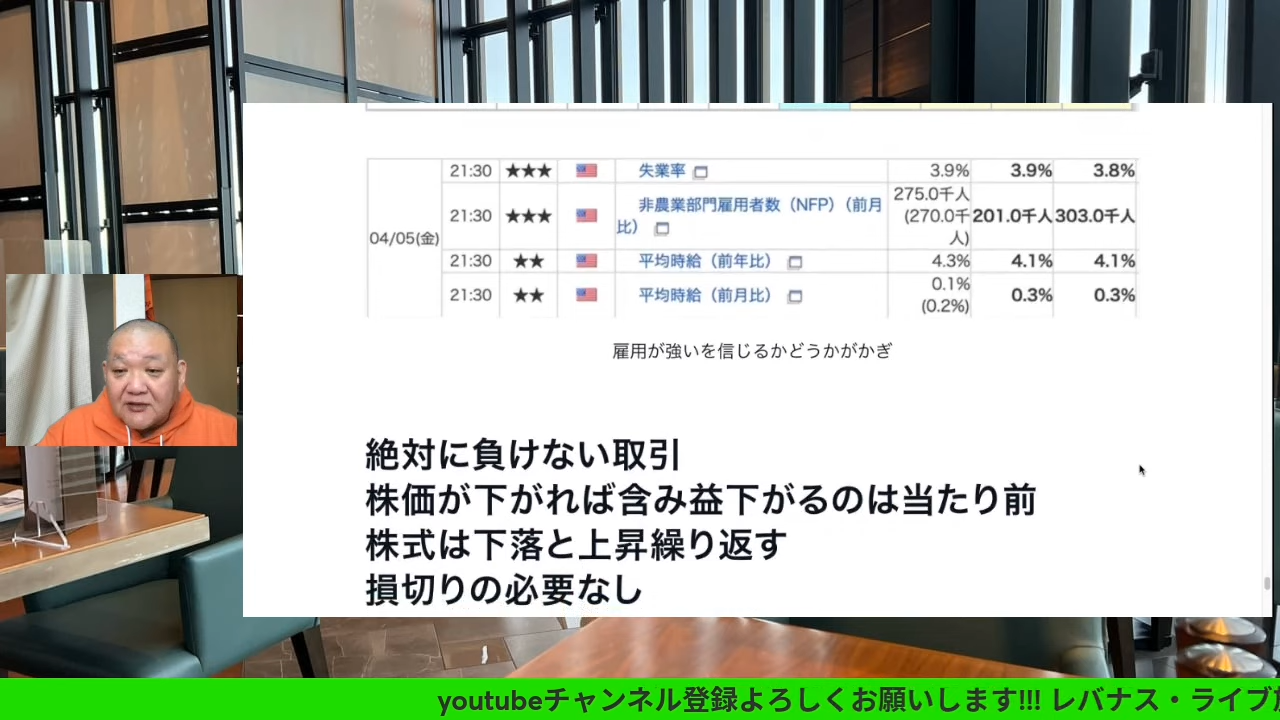 04/05(金)
21:30 ★★★ 失業率 3.9% 3.9% 3.8%
21:30 ★★★ 非農業部門雇用者数（NFP）（前月比） 275.0千人 (270.0千人) 201.0千人 303.0千人
21:30 ★★ 平均時給（前年比） 4.3% 4.1% 4.1%
21:30 ★★ 平均時給（前月比） 0.1% (0.2%) 0.3% 0.3%
雇用が強いを信じるかどうかがかぎ
絶対に負けない取引
株価が下がれば含み益下がるのは当たり前
株式は下落と上昇繰り返す
損切りの必要なし
youtubeチャンネル登録よろしくお願いします!!! レバナス・ライブ